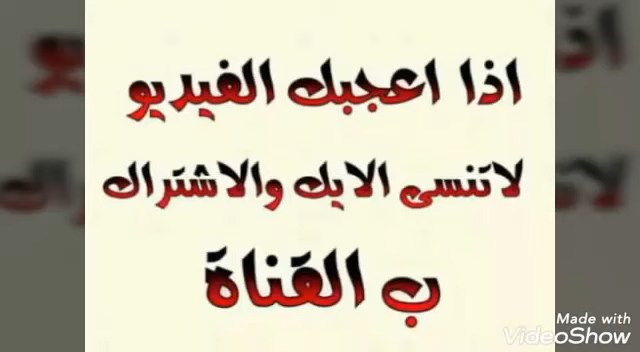 اذا اعجبك الفيديو
لاتنسى الايك والاشتراك
ب القناة
Made with
VideoShow